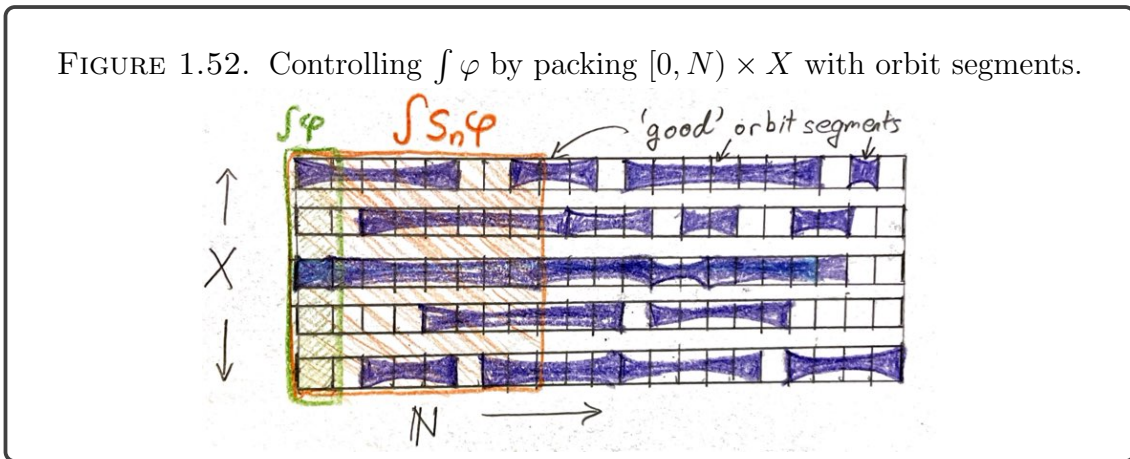 FIGURE 1.52. Controlling ∫ φ by packing [0, N) × X with orbit segments.
∫φ
∫Sₙφ
'good' orbit segments
X
ℕ